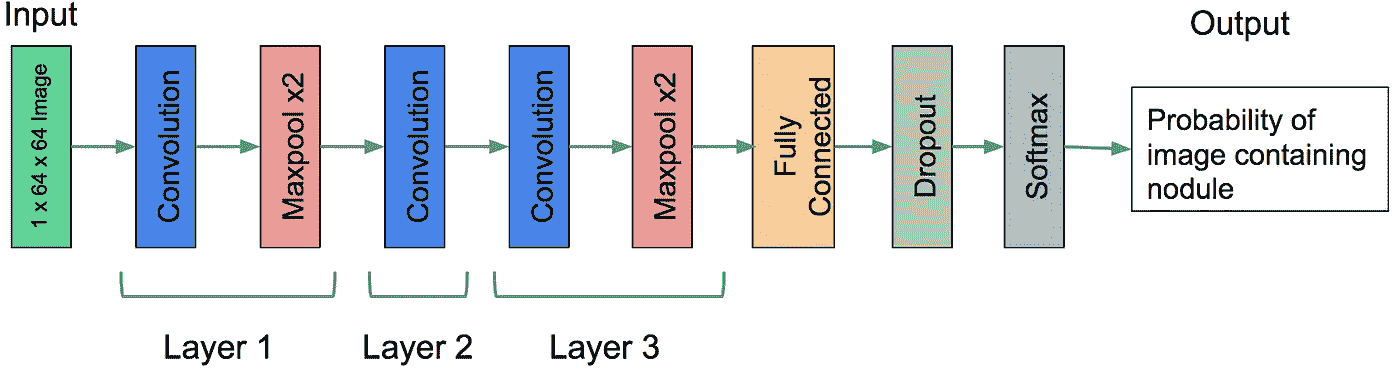 Input
Output
1 x 64 x 64 Image
Convolution
Maxpool x2
Convolution
Convolution
Maxpool x2
Fully
Connected
Dropout
Softmax
Probability of
image containing
nodule
Layer 1
Layer 2
Layer 3